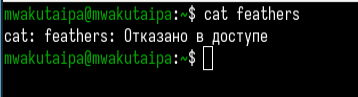 mwakutaipa@mwakutaipa:~$ cat feathers
cat: feathers: Отказано в доступе
mwakutaipa@mwakutaipa:~$